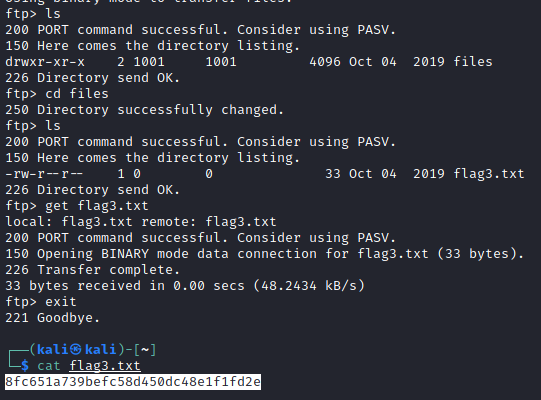 ftp> ls
200 PORT command successful. Consider using PASV.
150 Here comes the directory listing.
drwxr-xr-x    2 1001     1001         4096 Oct 04  2019 files
226 Directory send OK.
ftp> cd files
250 Directory successfully changed.
ftp> ls
200 PORT command successful. Consider using PASV.
150 Here comes the directory listing.
-rw-r--r--    1 0        0              33 Oct 04  2019 flag3.txt
226 Directory send OK.
ftp> get flag3.txt
local: flag3.txt remote: flag3.txt
200 PORT command successful. Consider using PASV.
150 Opening BINARY mode data connection for flag3.txt (33 bytes).
226 Transfer complete.
33 bytes received in 0.00 secs (48.2434 kB/s)
ftp> exit
221 Goodbye.
┌──(kali㉿kali)-[~]
└─$ cat flag3.txt
8fc651a739befc58d450dc48e1f1fd2e